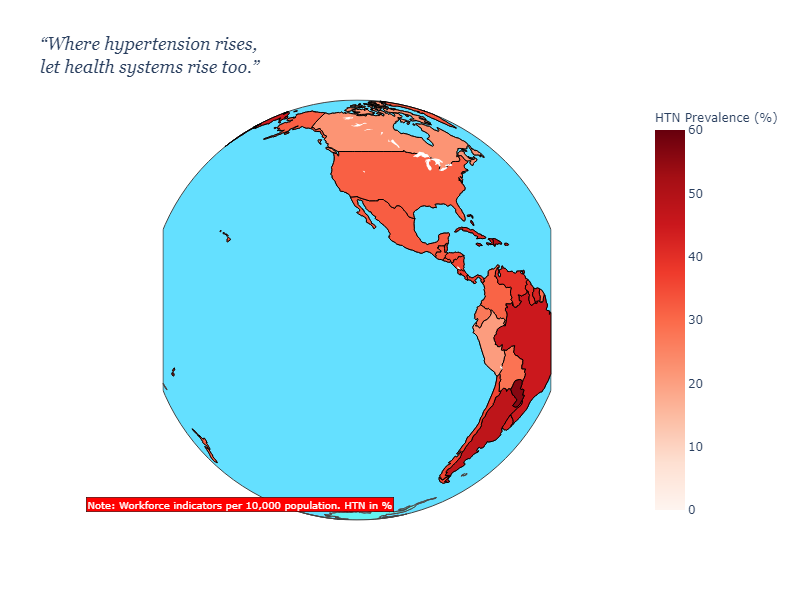 “Where hypertension rises,
let health systems rise too.”
HTN Prevalence (%)
60
50
40
30
20
10
0
Note: Workforce indicators per 10,000 population. HTN in %